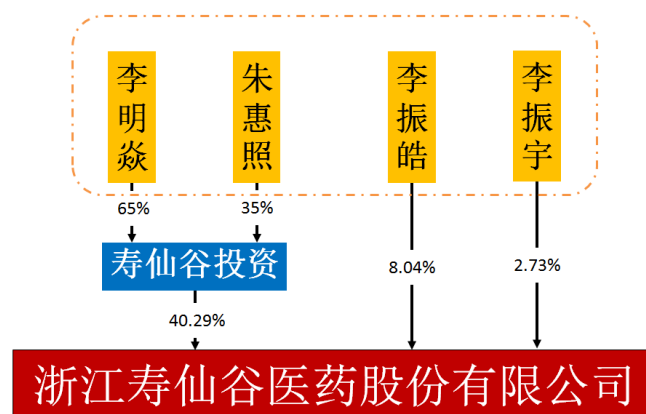 李明焱
朱惠照
李振皓
李振宇
65%
35%
寿仙谷投资
8.04%
2.73%
40.29%
浙江寿仙谷医药股份有限公司